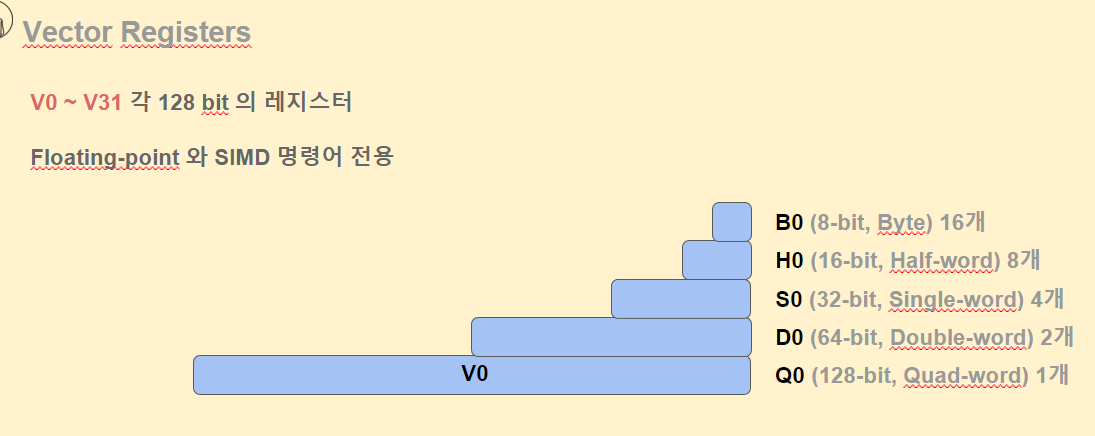 Vector Registers
V0 ~ V31 각 128 bit 의 레지스터
Floating-point 와 SIMD 명령어 전용
B0 (8-bit, Byte) 16개
H0 (16-bit, Half-word) 8개
S0 (32-bit, Single-word) 4개
D0 (64-bit, Double-word) 2개
V0 Q0 (128-bit, Quad-word) 1개